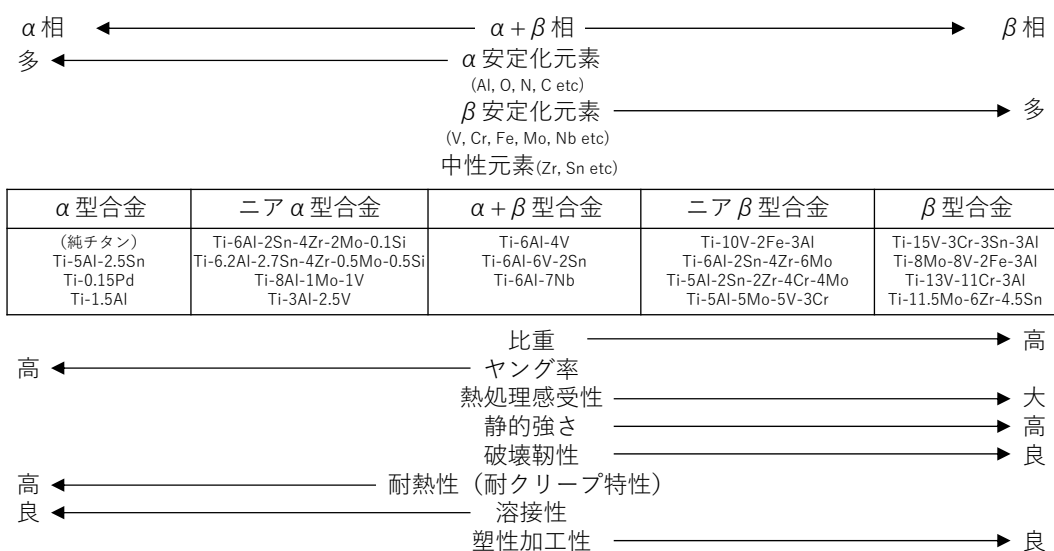 α相 α+β相 β相
多 α安定化元素
(Al, O, N, C etc)
β安定化元素 多
(V, Cr, Fe, Mo, Nb etc)
中性元素(Zr, Sn etc)
α型合金 ニアα型合金 α+β型合金 ニアβ型合金 β型合金
(純チタン) Ti-6Al-2Sn-4Zr-2Mo-0.1Si Ti-6Al-4V Ti-10V-2Fe-3Al Ti-15V-3Cr-3Sn-3Al
Ti-5Al-2.5Sn Ti-6.2Al-2.7Sn-4Zr-0.5Mo-0.5Si Ti-6Al-6V-2Sn Ti-6Al-2Sn-4Zr-6Mo Ti-8Mo-8V-2Fe-3Al
Ti-0.15Pd Ti-8Al-1Mo-1V Ti-6Al-7Nb Ti-5Al-2Sn-2Zr-4Cr-4Mo Ti-13V-11Cr-3Al
Ti-1.5Al Ti-3Al-2.5V Ti-5Al-5Mo-5V-3Cr Ti-11.5Mo-6Zr-4.5Sn
比重 高
高 ヤング率
熱処理感受性 大
静的強さ 高
破壊靭性 良
高 耐熱性（耐クリープ特性）
良 溶接性
塑性加工性 良